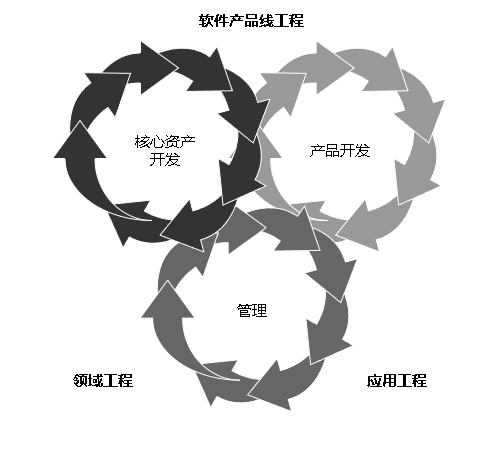 软件产品线工程
核心资产
开发
产品开发
管理
领域工程
应用工程